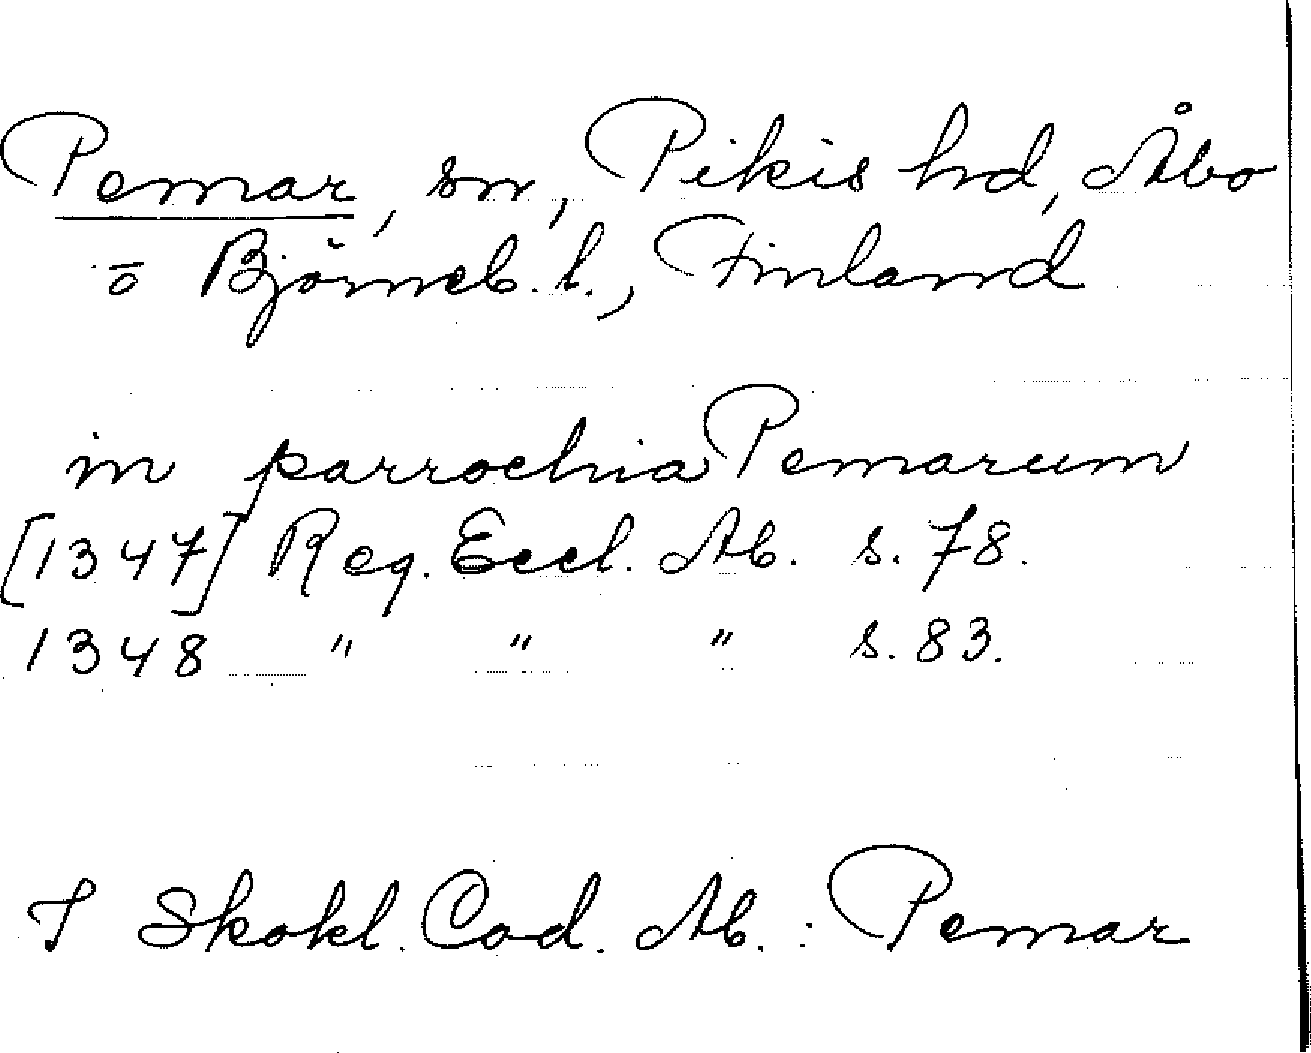 Pemar, sn, Pikis hd, Åbo
o Björneb. l., Finland
in parrochia Pemarum
[1347] Reg. Eccl. Ab. s. 78.
1348 " " " s. 83.
I Skokl. Cod. Ab. : Pemar